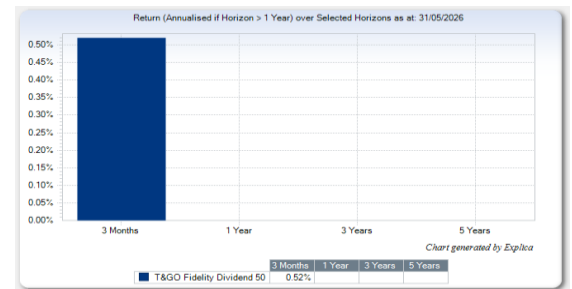 Return (Annualised if Horizon > 1 Year) over Selected Horizons as at: 31/05/2026
0.50%
0.45%
0.40%
0.35%
0.30%
0.25%
0.20%
0.15%
0.10%
0.05%
0.00%
3 Months 1 Year 3 Years 5 Years
Chart generated by Explica
3 Months 1 Year 3 Years 5 Years
T&GO Fidelity Dividend 50 0.52%